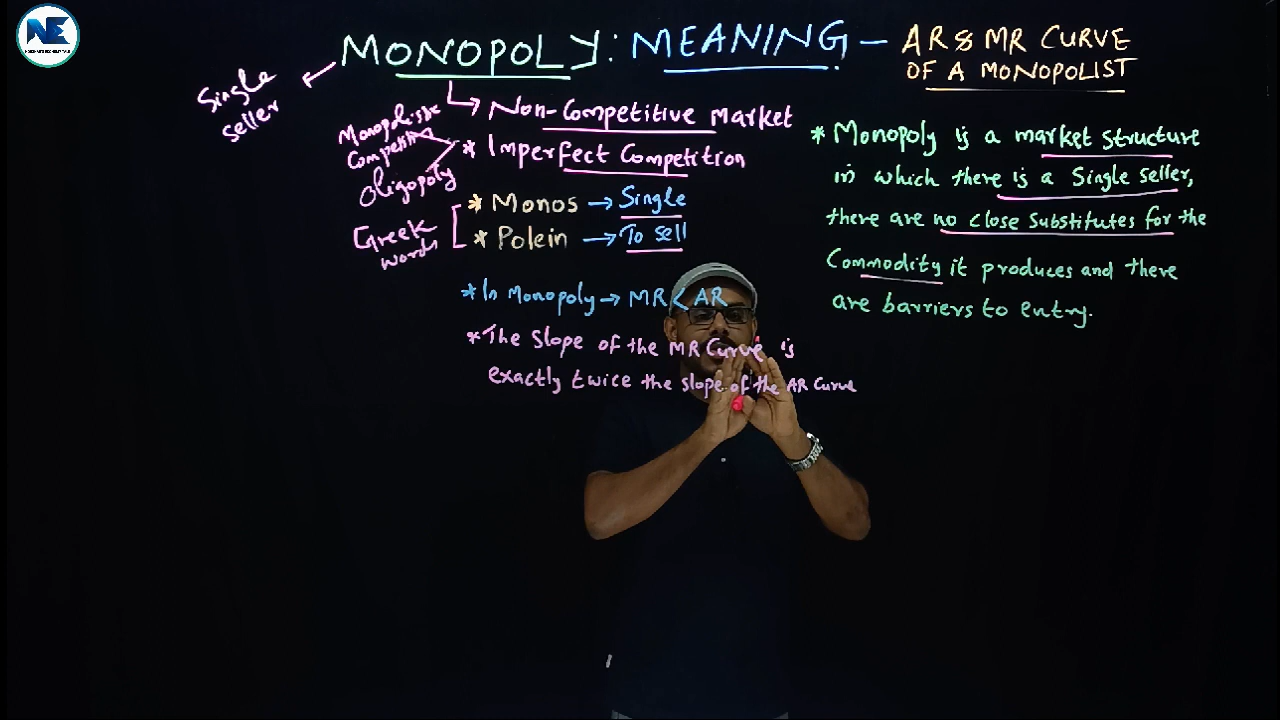 NE
MONOPOLY: MEANING – AR & MR CURVE
OF A MONOPOLIST
Single
seller
Non-Competitive market
Monopolistic
Competition
Oligopoly
* Imperfect Competition
Greek
words
* Monos → Single
* Polein → To sell
* In Monopoly → MR < AR
* The Slope of the MR Curve is
exactly twice the slope of the AR Curve
* Monopoly is a market structure
in which there is a Single seller,
there are no close substitutes for the
Commodity it produces and there
are barriers to entry.